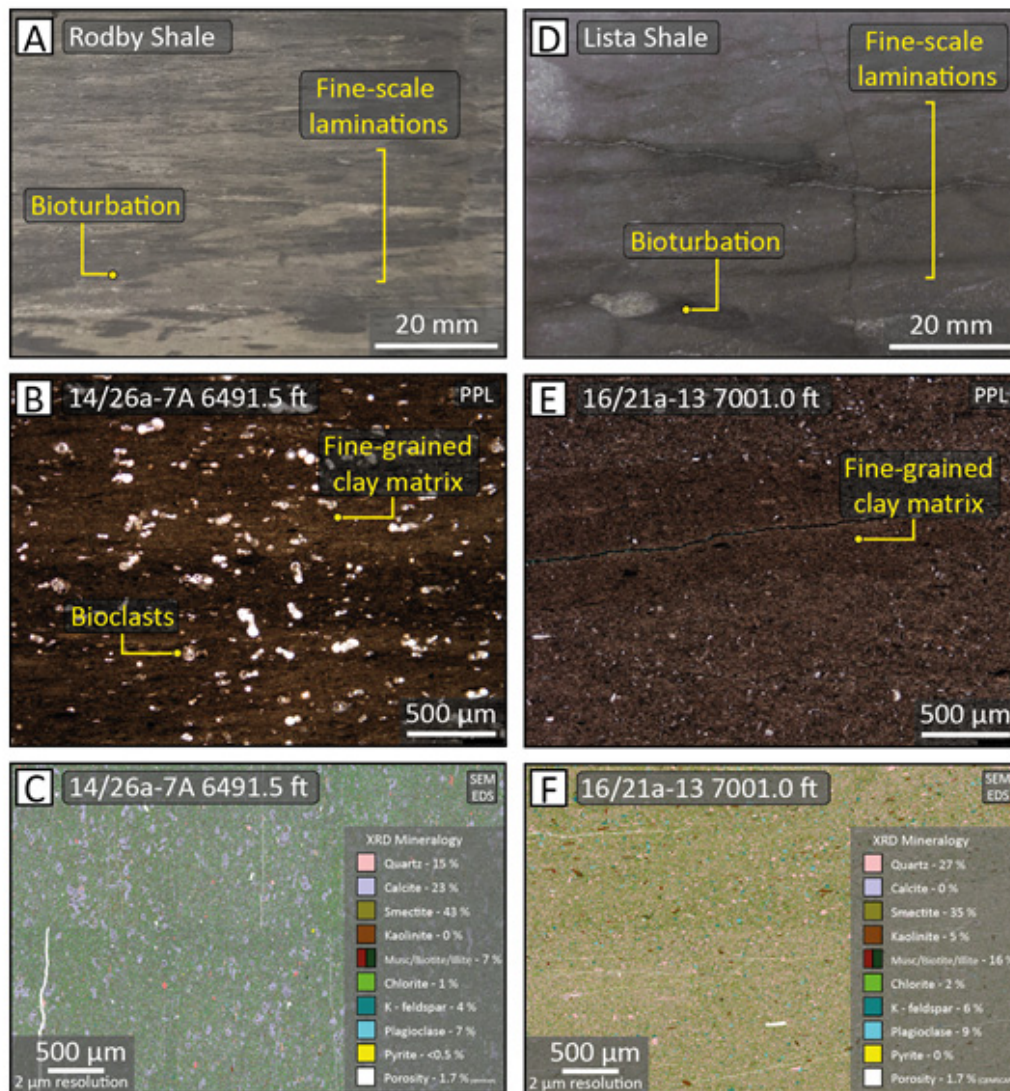 A Rodby Shale
Fine-scale
laminations
Bioturbation
20 mm
D Lista Shale
Fine-scale
laminations
Bioturbation
20 mm
B 14/26a-7A 6491.5 ft PPL
Fine-grained
clay matrix
Bioclasts
500 µm
E 16/21a-13 7001.0 ft PPL
Fine-grained
clay matrix
500 µm
C 14/26a-7A 6491.5 ft SEM
EDS
XRD Mineralogy
Quartz - 15 %
Calcite - 23 %
Smectite - 43 %
Kaolinite - 0 %
Musc/Biotite/Illite - 7 %
Chlorite - 1 %
K - feldspar - 4 %
Plagioclase - 7 %
Pyrite - <0.5 %
Porosity - 1.7 %
500 µm
2 µm resolution
F 16/21a-13 7001.0 ft SEM
EDS
XRD Mineralogy
Quartz - 27 %
Calcite - 0 %
Smectite - 35 %
Kaolinite - 5 %
Musc/Biotite/Illite - 16 %
Chlorite - 2 %
K - feldspar - 6 %
Plagioclase - 9 %
Pyrite - 0 %
Porosity - 1.7 %
500 µm
2 µm resolution